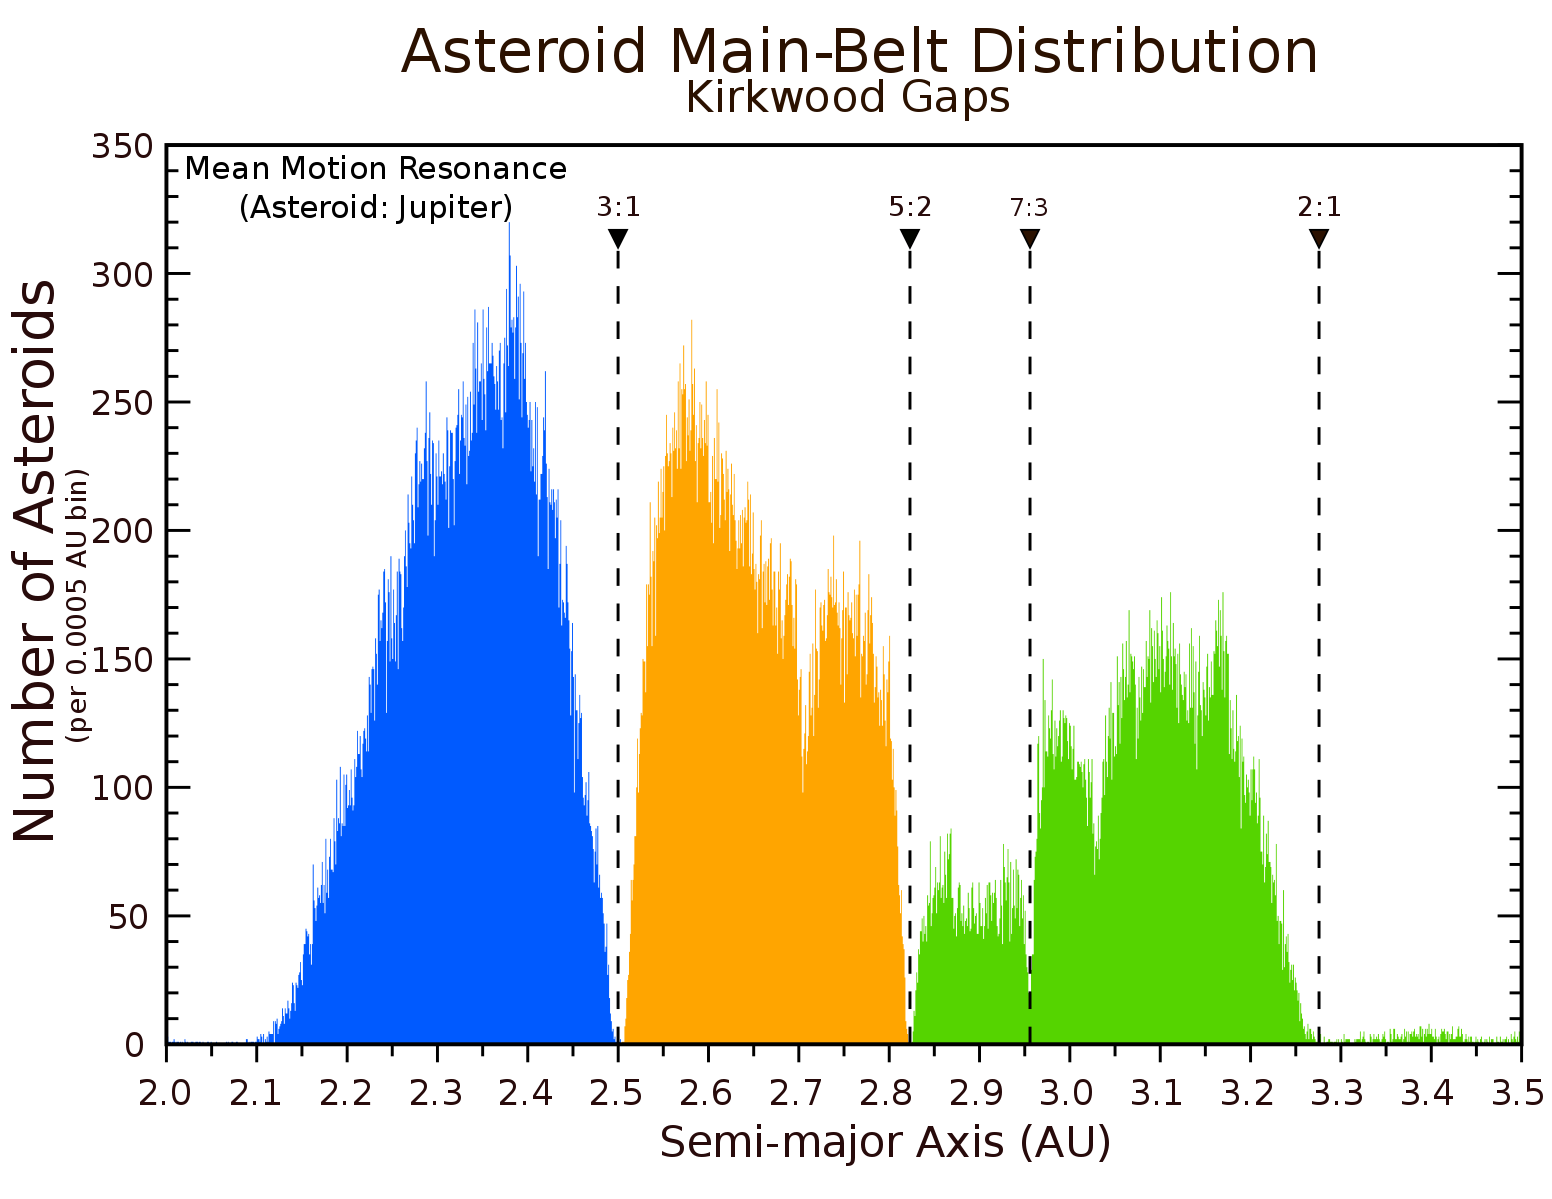 Asteroid Main-Belt Distribution
Kirkwood Gaps
Mean Motion Resonance
(Asteroid: Jupiter)
3:1
5:2
7:3
2:1
Number of Asteroids
(per 0.0005 AU bin)
350
300
250
200
150
100
50
0
2.0 2.1 2.2 2.3 2.4 2.5 2.6 2.7 2.8 2.9 3.0 3.1 3.2 3.3 3.4 3.5
Semi-major Axis (AU)